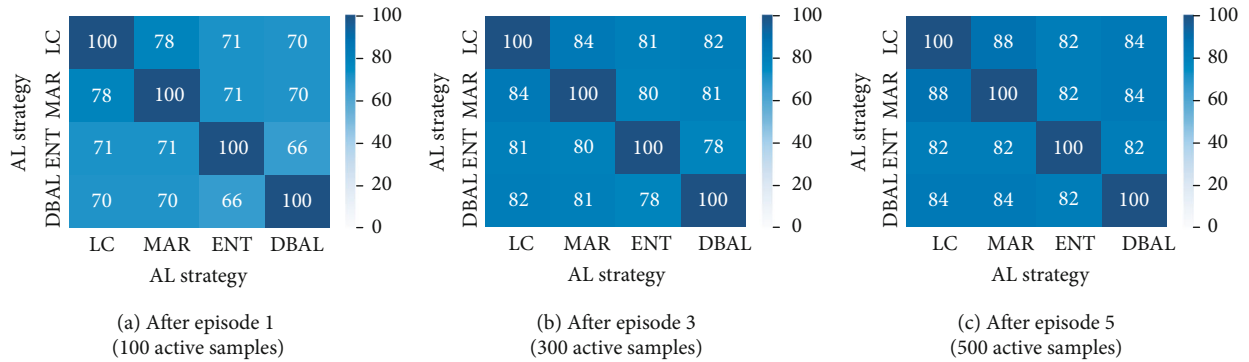 AL strategy
LC
MAR
ENT
DBAL
100 78 71 70
78 100 71 70
71 71 100 66
70 70 66 100
LC MAR ENT DBAL
AL strategy
100
80
60
40
20
0
(a) After episode 1
(100 active samples)
AL strategy
LC
MAR
ENT
DBAL
100 84 81 82
84 100 80 81
81 80 100 78
82 81 78 100
LC MAR ENT DBAL
AL strategy
100
80
60
40
20
0
(b) After episode 3
(300 active samples)
AL strategy
LC
MAR
ENT
DBAL
100 88 82 84
88 100 82 84
82 82 100 82
84 84 82 100
LC MAR ENT DBAL
AL strategy
100
80
60
40
20
0
(c) After episode 5
(500 active samples)